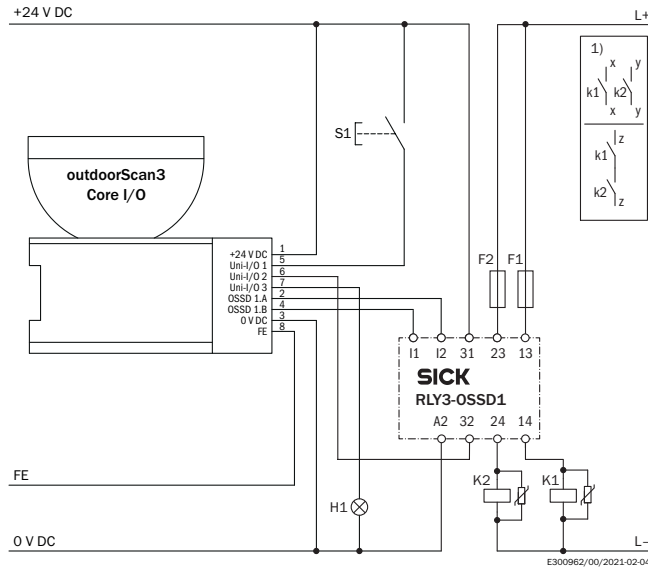 +24 V DC
L+
1)
x y
k1 k2
x y
z
k1
k2
z
S1
outdoorScan3
Core I/O
+24 V DC 1
Uni-I/O 1 5
Uni-I/O 2 6
Uni-I/O 3 7
OSSD 1.A 2
OSSD 1.B 4
0 V DC 3
FE 8
F2 F1
I1 I2 31 23 13
SICK
RLY3-OSSD1
A2 32 24 14
FE
K2 K1
H1
0 V DC
L–
E300962/00/2021-02-04